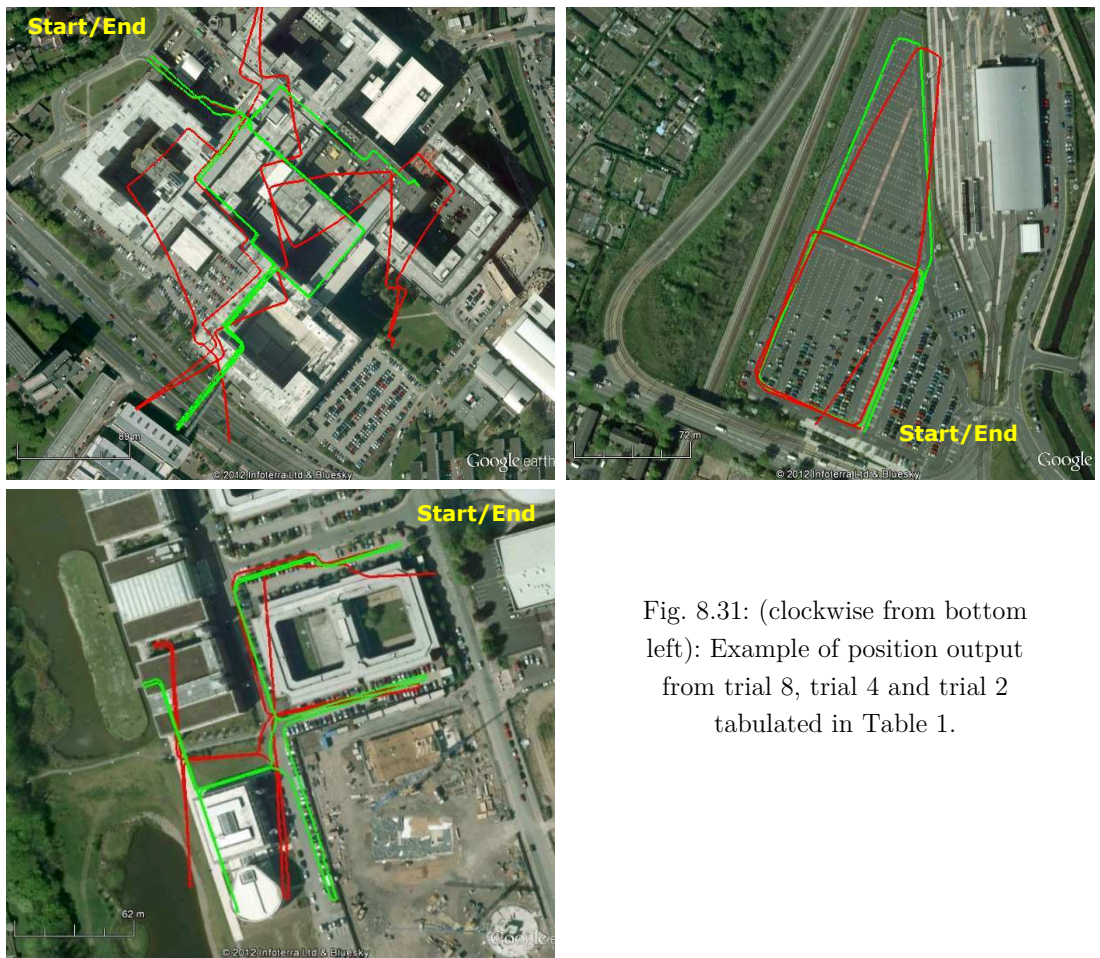 Start/End
89 m
Google earth
© 2012 Infoterra Ltd & Bluesky
Start/End
72 m
Google
© 2012 Infoterra Ltd & Bluesky
Start/End
62 m
Google e
© 2012 Infoterra Ltd & Bluesky
Fig. 8.31: (clockwise from bottom
left): Example of position output
from trial 8, trial 4 and trial 2
tabulated in Table 1.